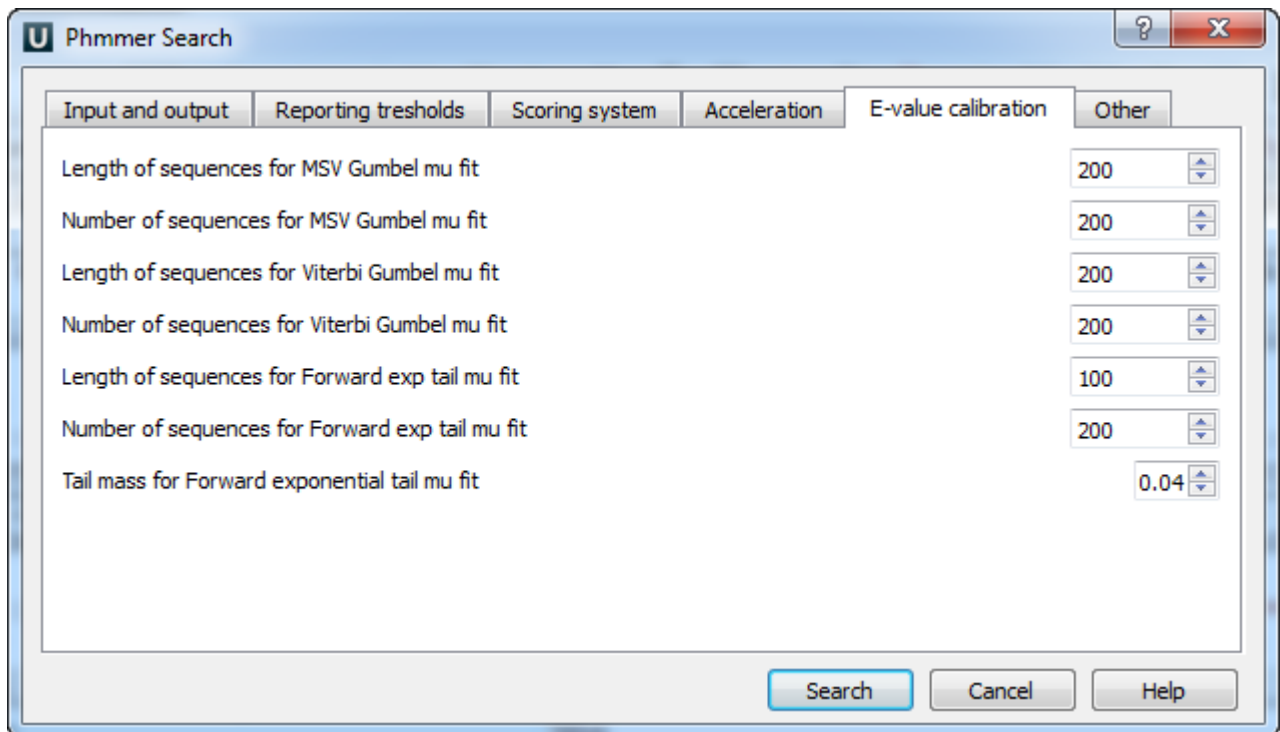 U Phmmer Search
Input and output Reporting tresholds Scoring system Acceleration E-value calibration Other
Length of sequences for MSV Gumbel mu fit 200
Number of sequences for MSV Gumbel mu fit 200
Length of sequences for Viterbi Gumbel mu fit 200
Number of sequences for Viterbi Gumbel mu fit 200
Length of sequences for Forward exp tail mu fit 100
Number of sequences for Forward exp tail mu fit 200
Tail mass for Forward exponential tail mu fit 0.04
Search Cancel Help